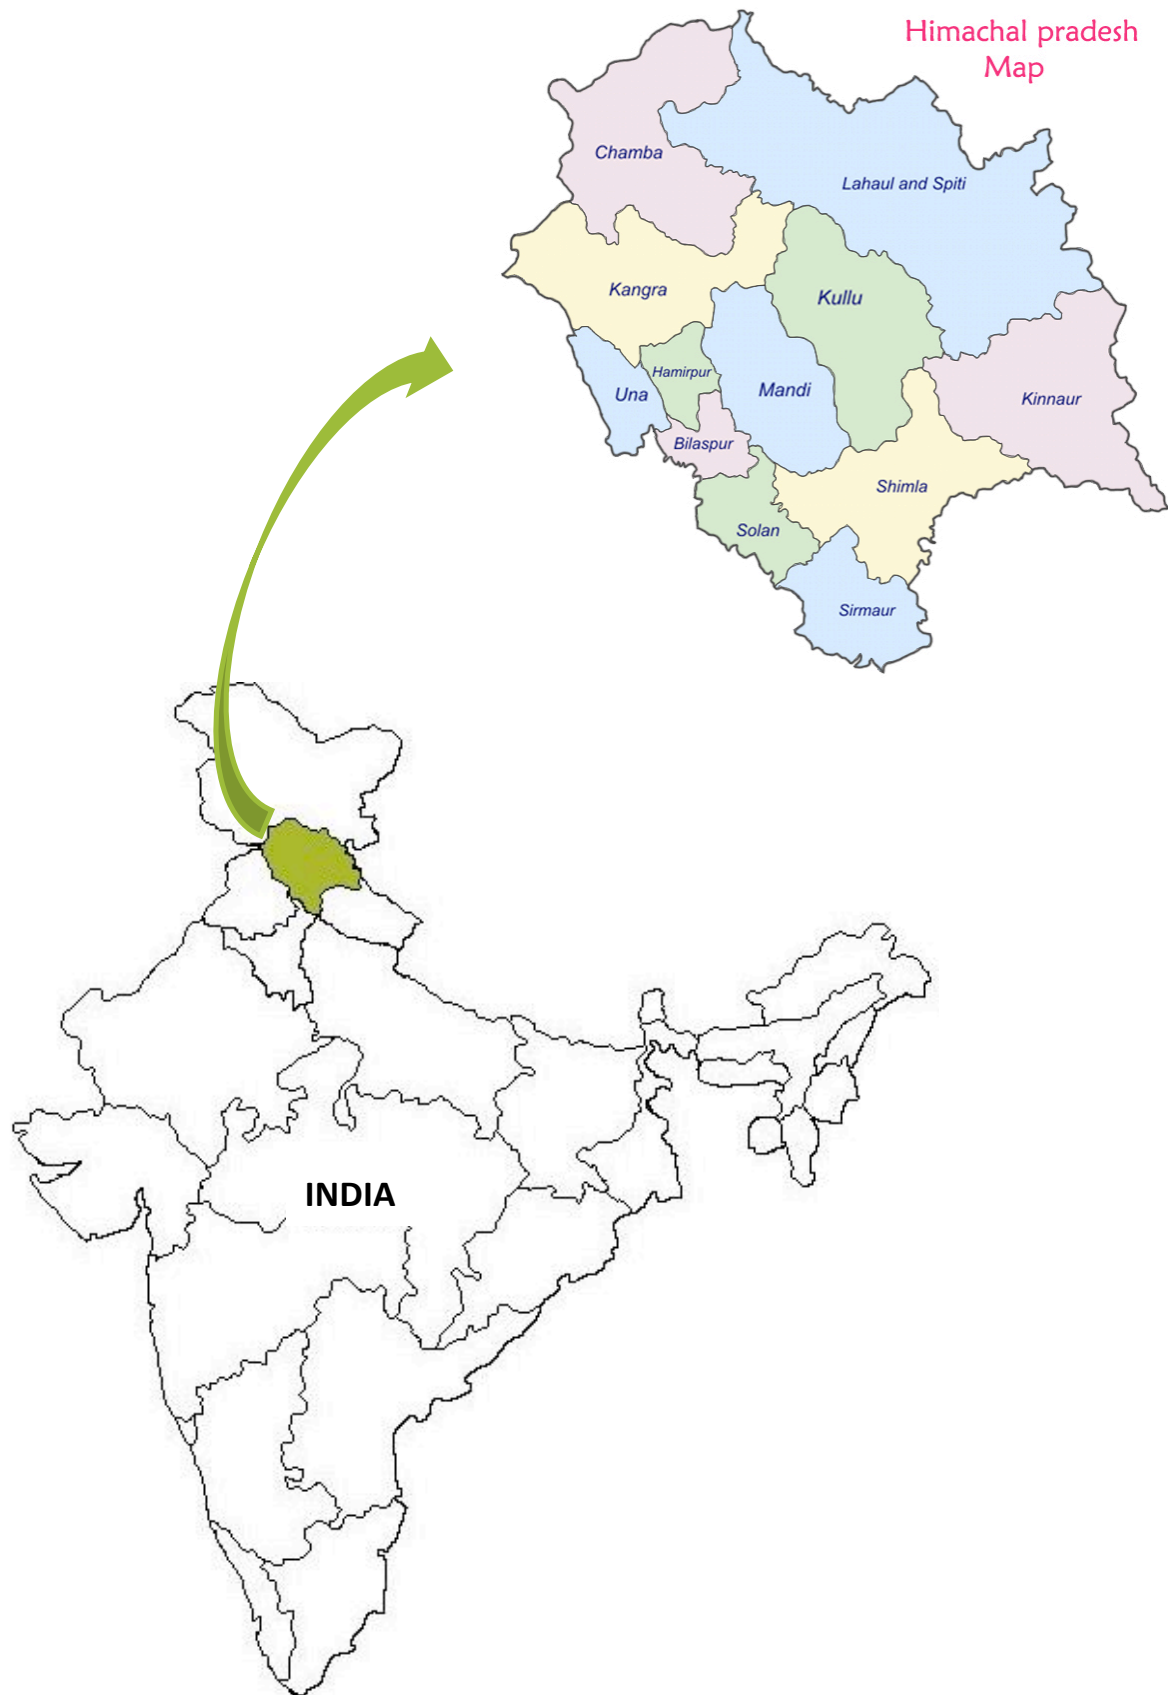 Himachal pradesh
Map
Chamba
Lahaul and Spiti
Kangra
Kullu
Hamirpur
Una
Mandi
Kinnaur
Bilaspur
Shimla
Solan
Sirmaur
INDIA